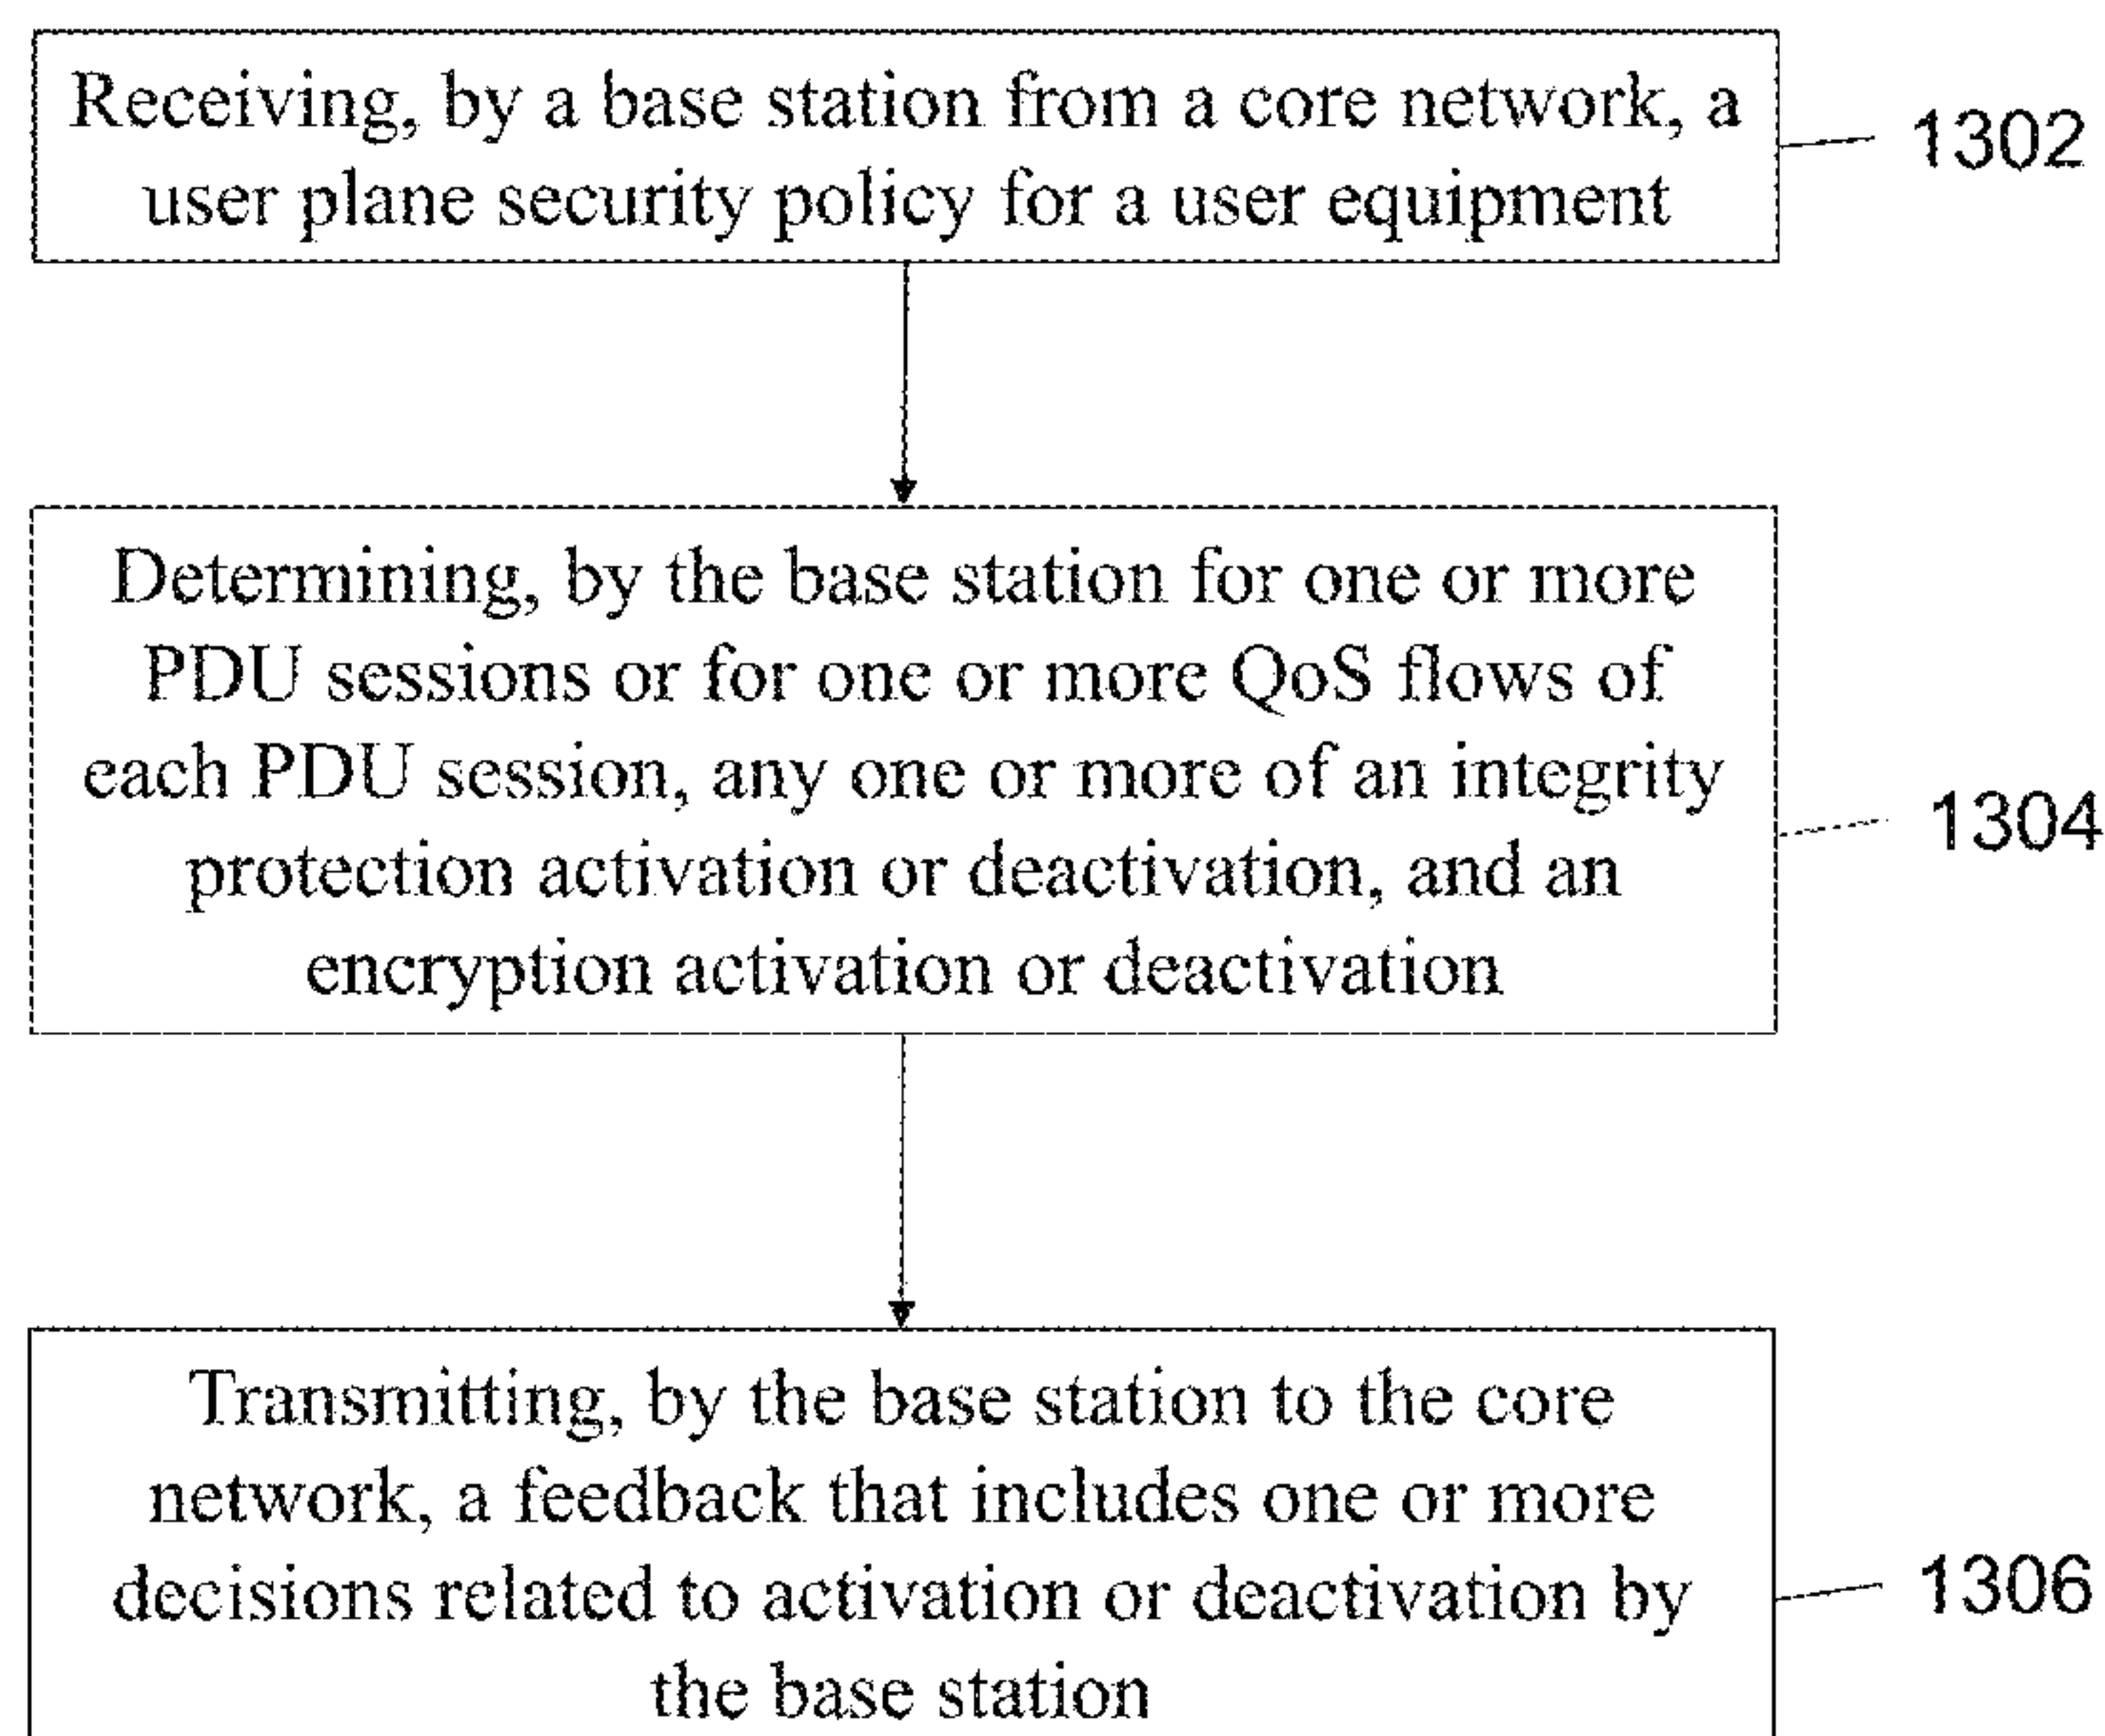 Receiving, by a base station from a core network, a
user plane security policy for a user equipment
1302
Determining, by the base station for one or more
PDU sessions or for one or more QoS flows of
each PDU session, any one or more of an integrity
protection activation or deactivation, and an
encryption activation or deactivation
1304
Transmitting, by the base station to the core
network, a feedback that includes one or more
decisions related to activation or deactivation by
the base station
1306